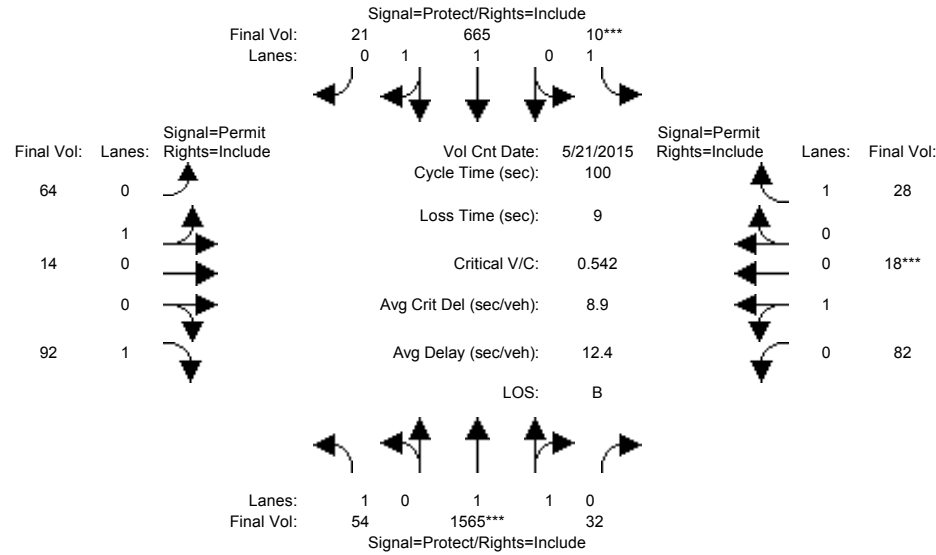 Signal=Protect/Rights=Include
Final Vol: 21 665 10***
Lanes: 0 1 1 0 1
Signal=Permit Signal=Permit
Final Vol: Lanes: Rights=Include Vol Cnt Date: 5/21/2015 Rights=Include Lanes: Final Vol:
Cycle Time (sec): 100
64 0 1 28
Loss Time (sec): 9
1 0
14 0 Critical V/C: 0.542 0 18***
0 Avg Crit Del (sec/veh): 8.9 1
92 1 Avg Delay (sec/veh): 12.4 0 82
LOS: B
Lanes: 1 0 1 1 0
Final Vol: 54 1565*** 32
Signal=Protect/Rights=Include